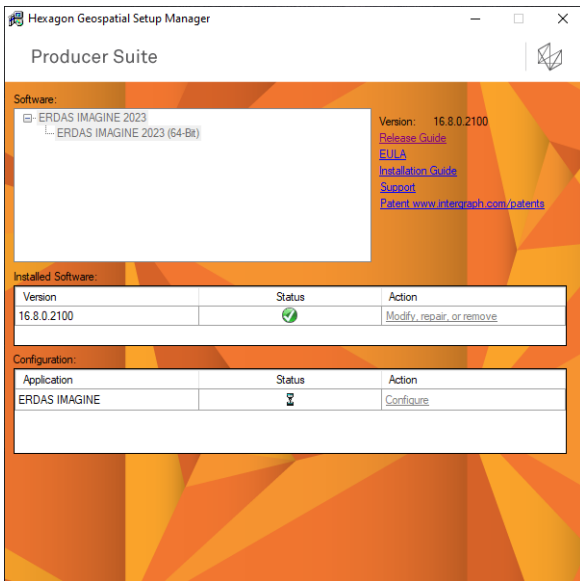 Hexagon Geospatial Setup Manager
Producer Suite
Software:
ERDAS IMAGINE 2023
ERDAS IMAGINE 2023 (64-Bit)
Version: 16.8.0.2100
Release Guide
EULA
Installation Guide
Support
Patent www.intergraph.com/patents
Installed Software:
Version Status Action
16.8.0.2100 Modify, repair, or remove
Configuration:
Application Status Action
ERDAS IMAGINE Configure